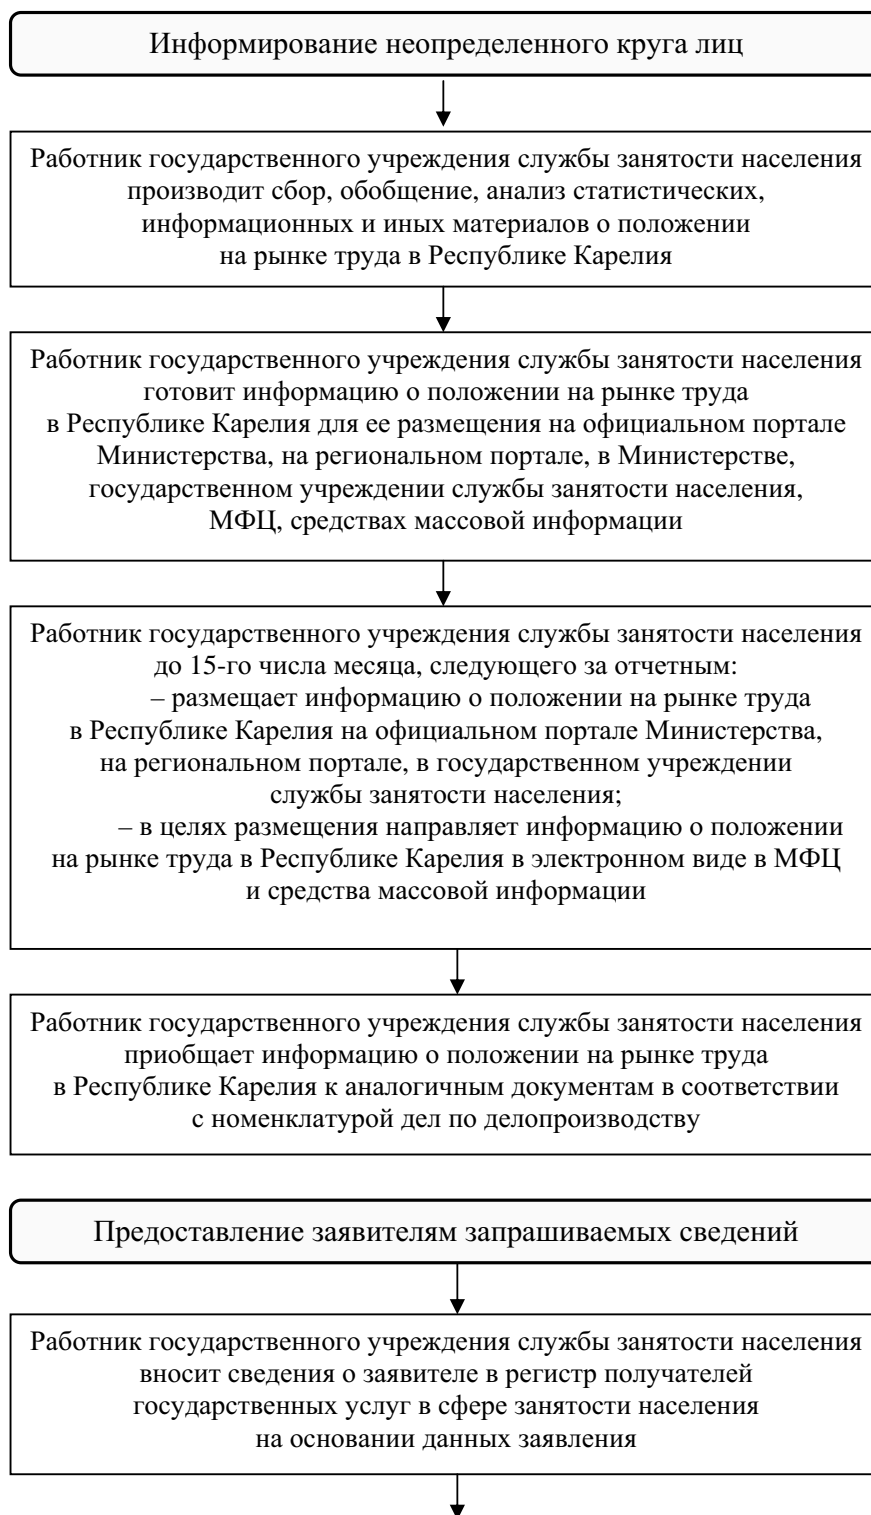 Информирование неопределенного круга лиц
Работник государственного учреждения службы занятости населения
производит сбор, обобщение, анализ статистических,
информационных и иных материалов о положении
на рынке труда в Республике Карелия
Работник государственного учреждения службы занятости населения
готовит информацию о положении на рынке труда
в Республике Карелия для ее размещения на официальном портале
Министерства, на региональном портале, в Министерстве,
государственном учреждении службы занятости населения,
МФЦ, средствах массовой информации
Работник государственного учреждения службы занятости населения
до 15-го числа месяца, следующего за отчетным:
– размещает информацию о положении на рынке труда
в Республике Карелия на официальном портале Министерства,
на региональном портале, в государственном учреждении
службы занятости населения;
– в целях размещения направляет информацию о положении
на рынке труда в Республике Карелия в электронном виде в МФЦ
и средства массовой информации
Работник государственного учреждения службы занятости населения
приобщает информацию о положении на рынке труда
в Республике Карелия к аналогичным документам в соответствии
с номенклатурой дел по делопроизводству
Предоставление заявителям запрашиваемых сведений
Работник государственного учреждения службы занятости населения
вносит сведения о заявителе в регистр получателей
государственных услуг в сфере занятости населения
на основании данных заявления